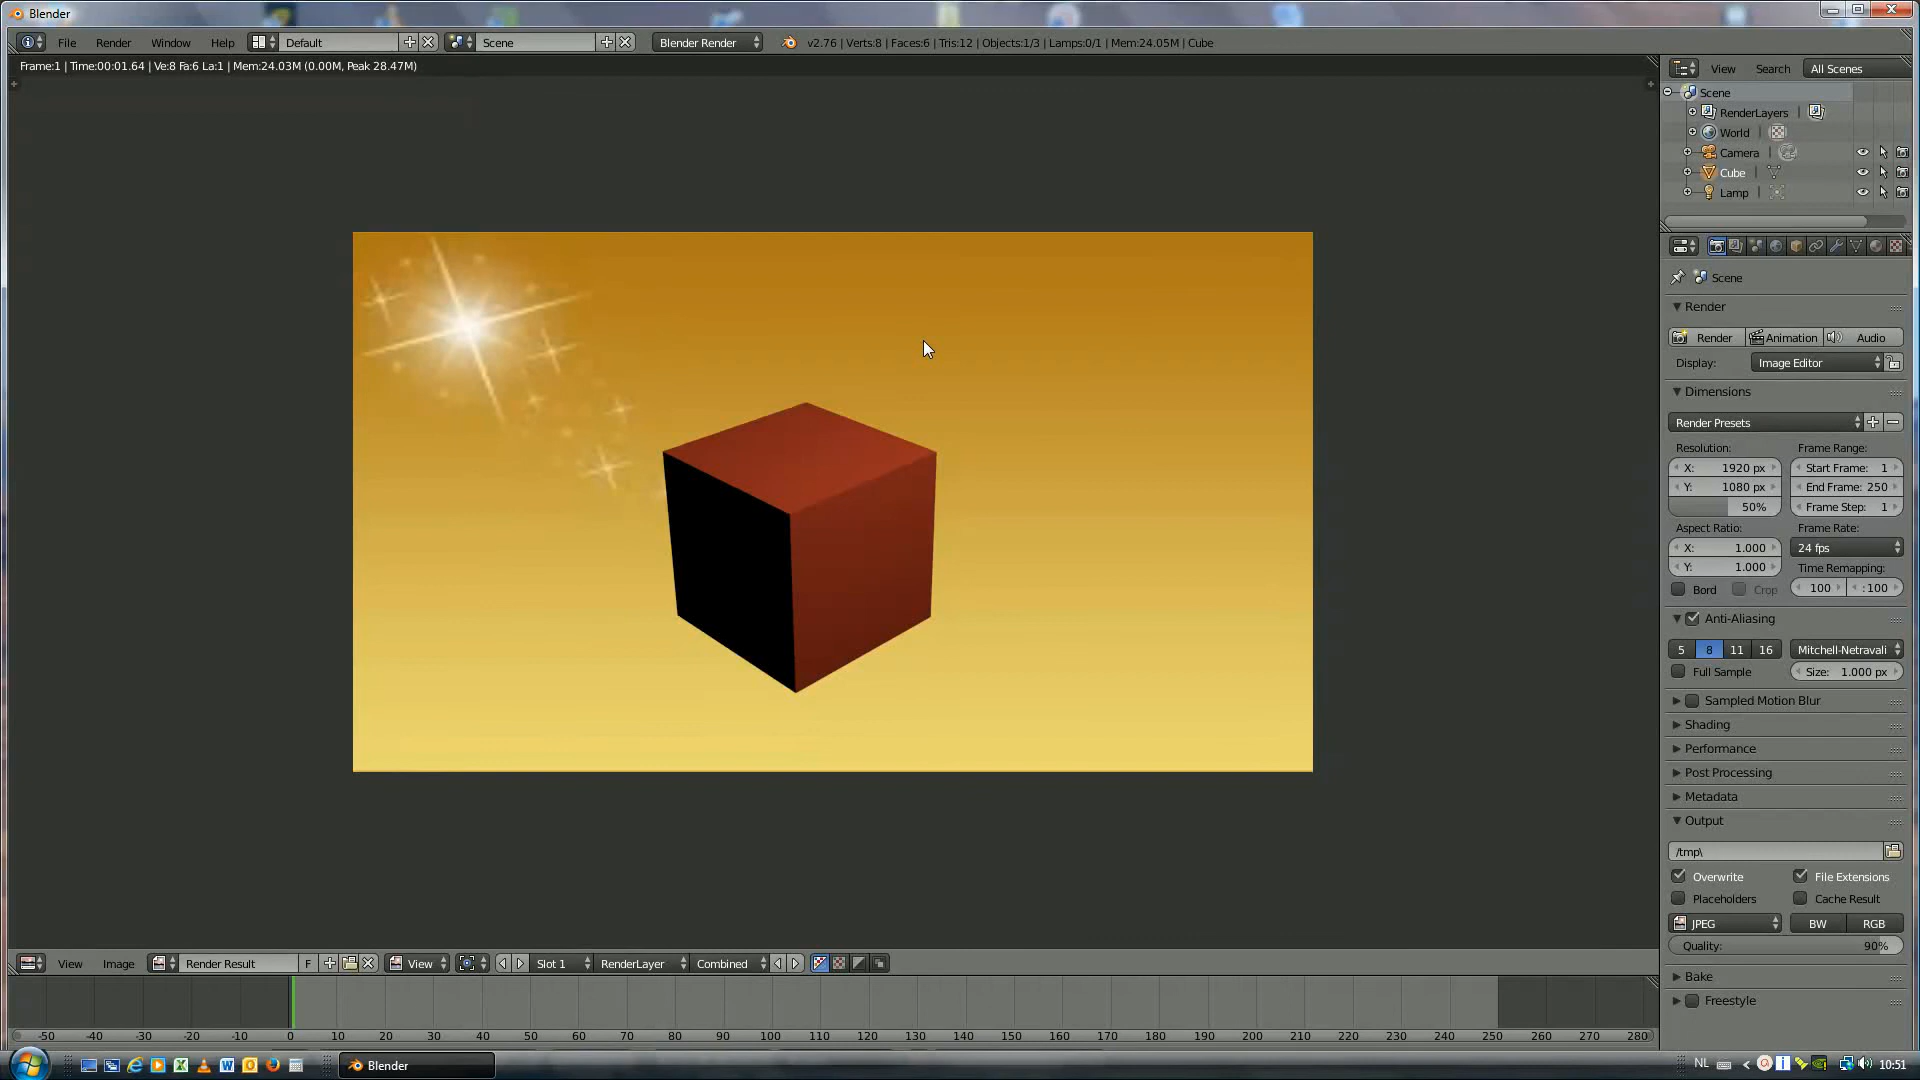 Blender
File Render Window Help Default Scene Blender Render v2.76 | Verts:8 | Faces:6 | Tris:12 | Objects:1/3 | Lamps:0/1 | Mem:24.05M | Cube
Frame:1 | Time:00:01.64 | Ve:8 Fa:6 La:1 | Mem:24.03M (0.00M, Peak 28.47M)
View Search All Scenes
Scene
RenderLayers |
World |
Camera |
Cube |
Lamp |
Scene
Render
Render Animation Audio
Display: Image Editor
Dimensions
Render Presets
Resolution: Frame Range:
X: 1920 px Start Frame: 1
Y: 1080 px End Frame: 250
50% Frame Step: 1
Aspect Ratio: Frame Rate:
X: 1.000 24 fps
Y: 1.000 Time Remapping:
Bord Crop 100 :100
Anti-Aliasing
5 8 11 16 Mitchell-Netravali
Full Sample Size: 1.000 px
Sampled Motion Blur
Shading
Performance
Post Processing
Metadata
Output
/tmp\
Overwrite File Extensions
Placeholders Cache Result
JPEG BW RGB
Quality: 90%
Bake
Freestyle
View Image Render Result F View Slot 1 RenderLayer Combined
-50 -40 -30 -20 -10 0 10 20 30 40 50 60 70 80 90 100 110 120 130 140 150 160 170 180 190 200 210 220 230 240 250 260 270 280
Blender NL 10:51